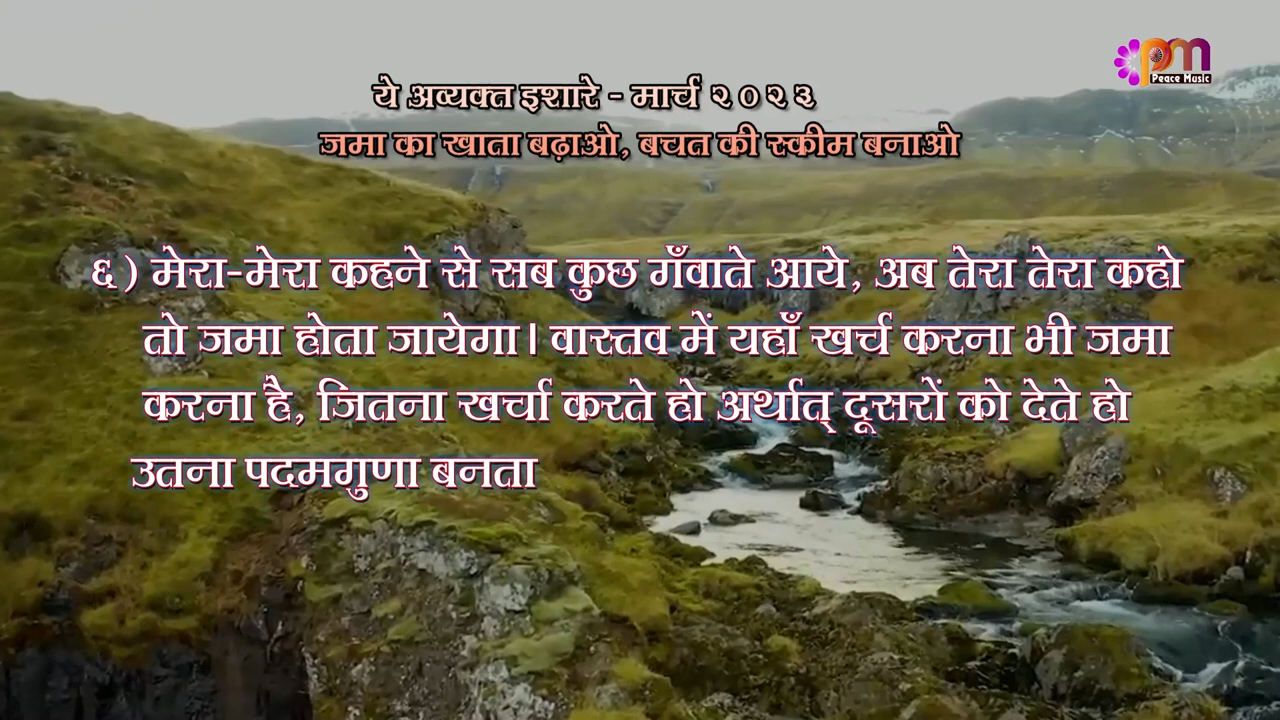 pm
Peace Music
ये अव्यक्त इशारे - मार्च २०२३
जमा का खाता बढ़ाओ, बचत की स्कीम बनाओ
६) मेरा-मेरा कहने से सब कुछ गँवाते आये, अब तेरा तेरा कहो
तो जमा होता जायेगा। वास्तव में यहाँ खर्च करना भी जमा
करना है, जितना खर्चा करते हो अर्थात् दूसरों को देते हो
उतना पदमगुणा बनता